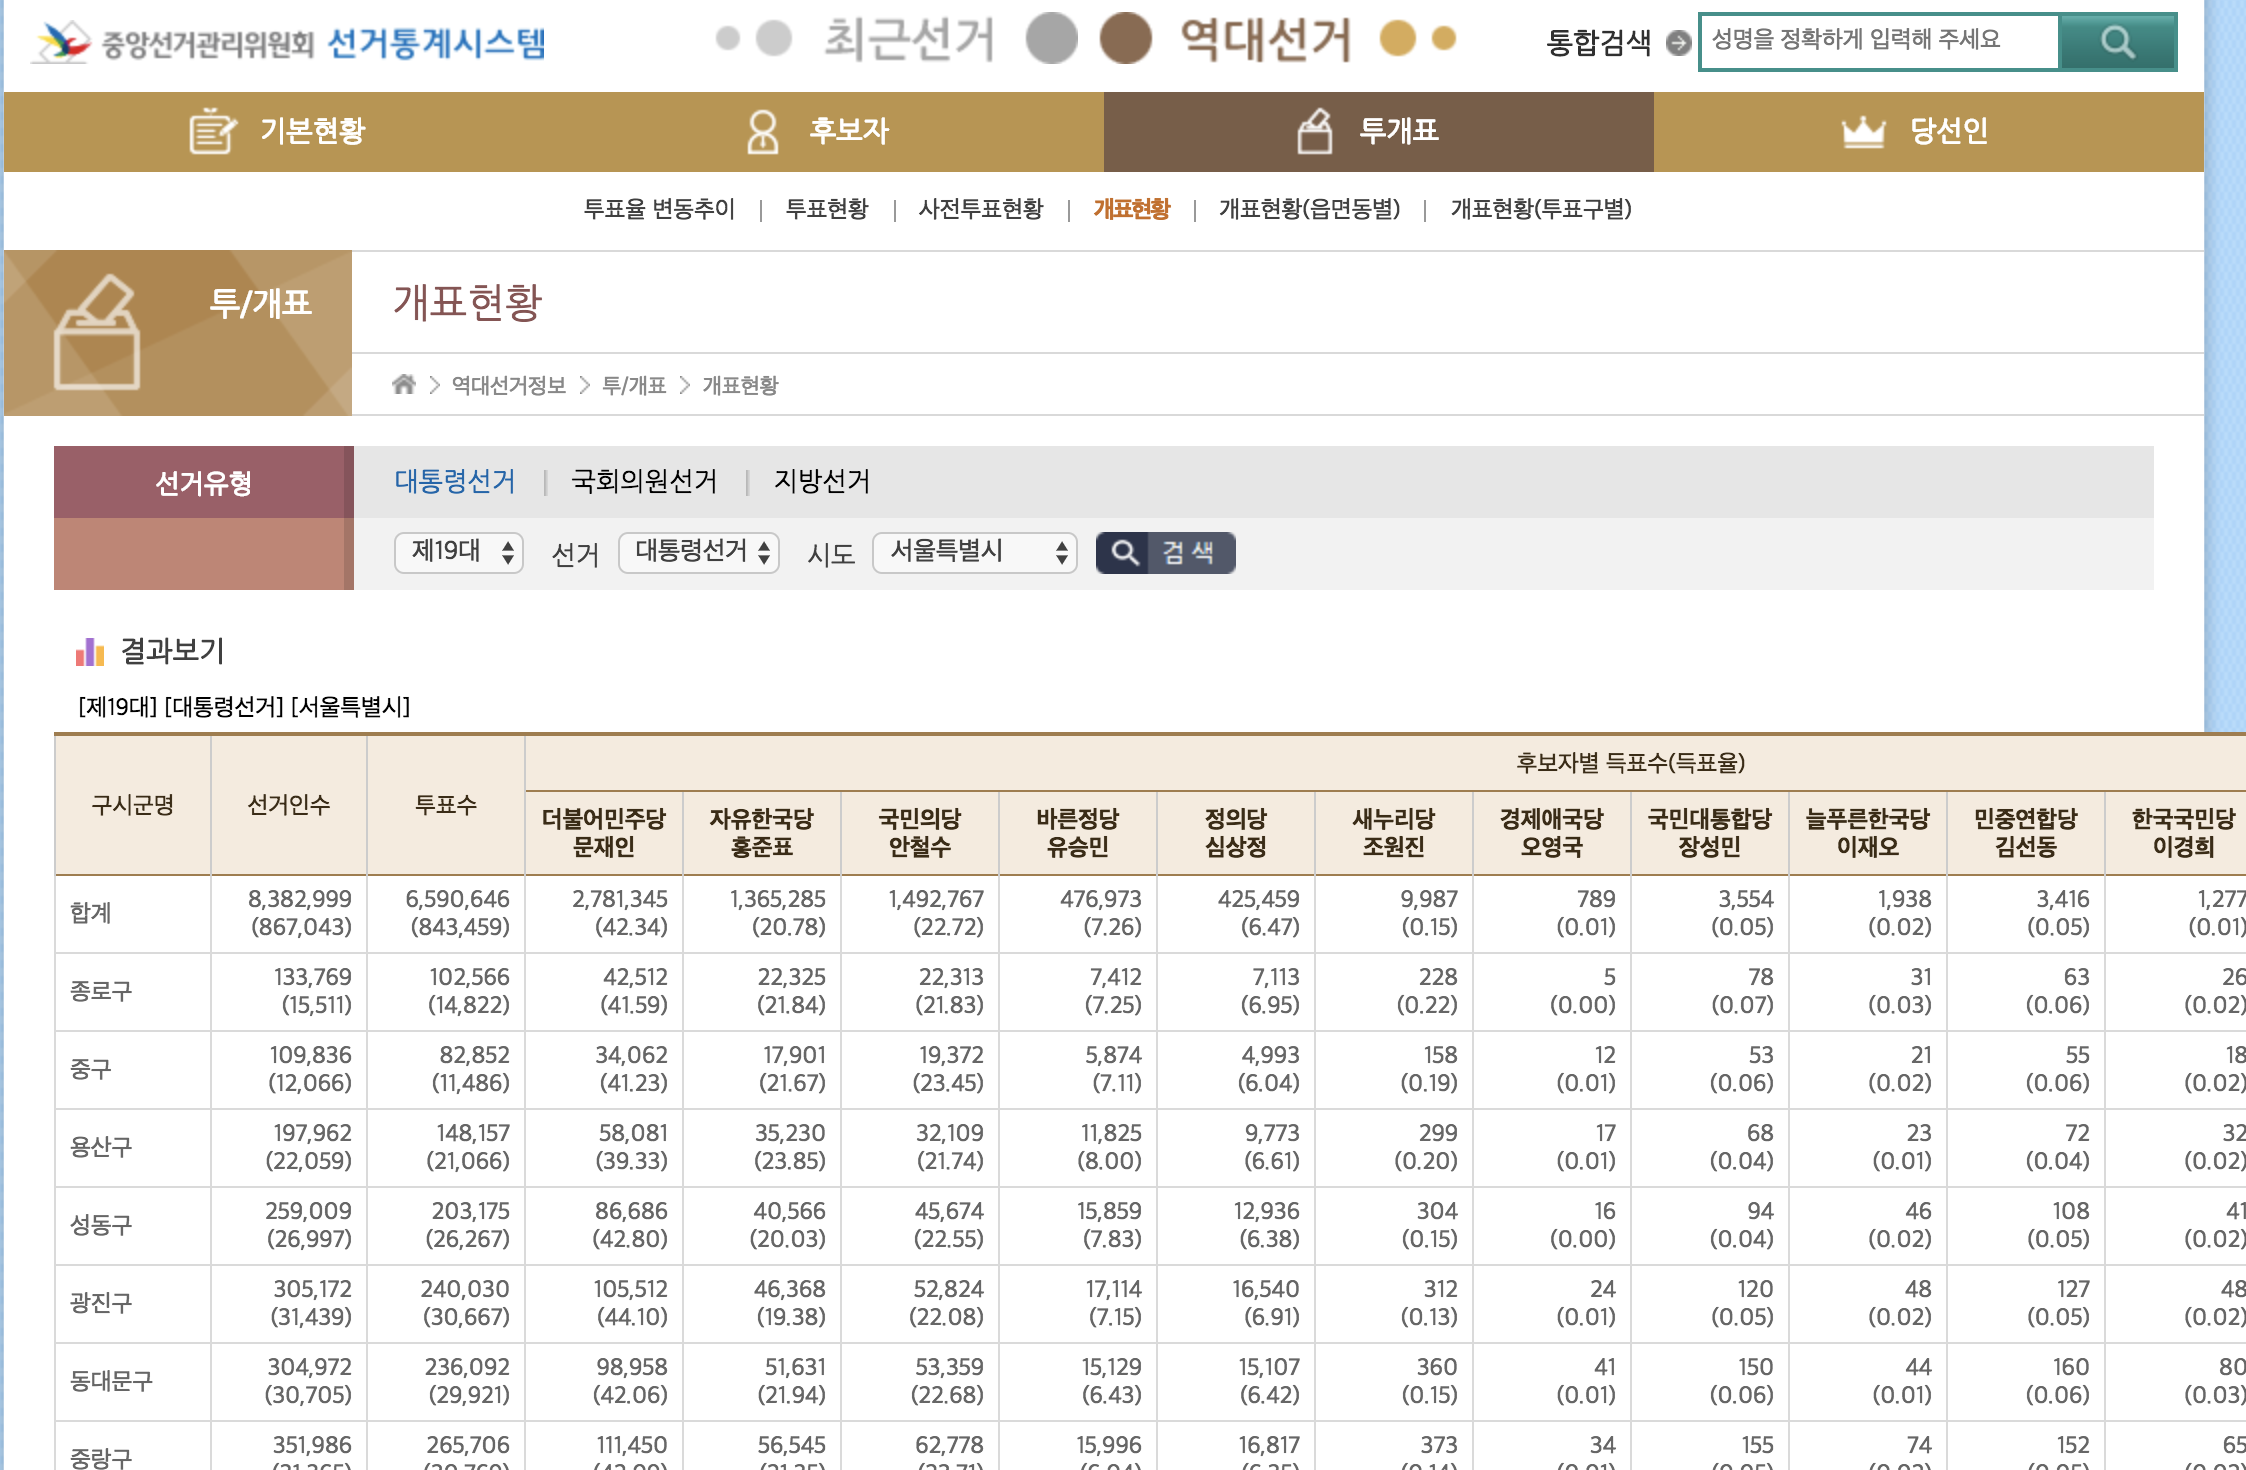 중앙선거관리위원회 선거통계시스템
최근선거 역대선거
통합검색 성명을 정확하게 입력해 주세요
기본현황 후보자 투개표 당선인
투표율 변동추이 | 투표현황 | 사전투표현황 | 개표현황 | 개표현황(읍면동별) | 개표현황(투표구별)
투/개표
개표현황
역대선거정보 > 투/개표 > 개표현황
선거유형
대통령선거 | 국회의원선거 | 지방선거
제19대 선거 대통령선거 시도 서울특별시 검색
결과보기
[제19대] [대통령선거] [서울특별시]
후보자별 득표수(득표율)
구시군명 선거인수 투표수
더불어민주당 자유한국당 국민의당 바른정당 정의당 새누리당 경제애국당 국민대통합당 늘푸른한국당 민중연합당 한국국민당
문재인 홍준표 안철수 유승민 심상정 조원진 오영국 장성민 이재오 김선동 이경희
합계 8,382,999 6,590,646 2,781,345 1,365,285 1,492,767 476,973 425,459 9,987 789 3,554 1,938 3,416 1,277
(867,043) (843,459) (42.34) (20.78) (22.72) (7.26) (6.47) (0.15) (0.01) (0.05) (0.02) (0.05) (0.01)
종로구 133,769 102,566 42,512 22,325 22,313 7,412 7,113 228 5 78 31 63 26
(15,511) (14,822) (41.59) (21.84) (21.83) (7.25) (6.95) (0.22) (0.00) (0.07) (0.03) (0.06) (0.02)
중구 109,836 82,852 34,062 17,901 19,372 5,874 4,993 158 12 53 21 55 18
(12,066) (11,486) (41.23) (21.67) (23.45) (7.11) (6.04) (0.19) (0.01) (0.06) (0.02) (0.06) (0.02)
용산구 197,962 148,157 58,081 35,230 32,109 11,825 9,773 299 17 68 23 72 32
(22,059) (21,066) (39.33) (23.85) (21.74) (8.00) (6.61) (0.20) (0.01) (0.04) (0.01) (0.04) (0.02)
성동구 259,009 203,175 86,686 40,566 45,674 15,859 12,936 304 16 94 46 108 41
(26,997) (26,267) (42.80) (20.03) (22.55) (7.83) (6.38) (0.15) (0.00) (0.04) (0.02) (0.05) (0.02)
광진구 305,172 240,030 105,512 46,368 52,824 17,114 16,540 312 24 120 48 127 48
(31,439) (30,667) (44.10) (19.38) (22.08) (7.15) (6.91) (0.13) (0.01) (0.05) (0.02) (0.05) (0.02)
동대문구 304,972 236,092 98,958 51,631 53,359 15,129 15,107 360 41 150 44 160 80
(30,705) (29,921) (42.06) (21.94) (22.68) (6.43) (6.42) (0.15) (0.01) (0.06) (0.01) (0.06) (0.03)
중랑구 351,986 265,706 111,450 56,545 62,778 15,996 16,817 373 34 155 74 152 65